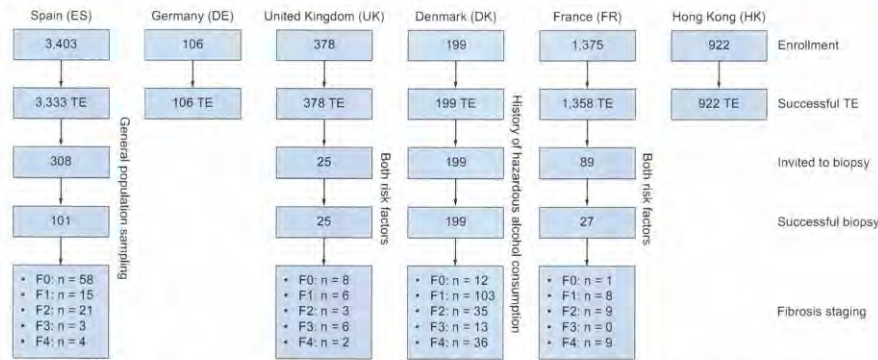 Spain (ES) Germany (DE) United Kingdom (UK) Denmark (DK) France (FR) Hong Kong (HK)
3,403 106 378 199 1,375 922 Enrollment
3,333 TE 106 TE 378 TE 199 TE 1,358 TE 922 TE Successful TE
General population sampling
History of hazardous alcohol consumption
308 25 199 89 Invited to biopsy
Both risk factors
Both risk factors
101 25 199 27 Successful biopsy
• F0: n = 58
• F1: n = 15
• F2: n = 21
• F3: n = 3
• F4: n = 4
• F0: n = 8
• F1: n = 6
• F2: n = 3
• F3: n = 6
• F4: n = 2
• F0: n = 12
• F1: n = 103
• F2: n = 35
• F3: n = 13
• F4: n = 36
• F0: n = 1
• F1: n = 8
• F2: n = 9
• F3: n = 0
• F4: n = 9
Fibrosis staging